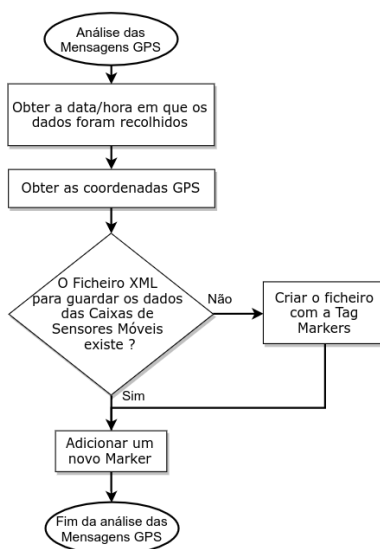 Análise das
Mensagens GPS
Obter a data/hora em que os
dados foram recolhidos
Obter as coordenadas GPS
O Ficheiro XML
para guardar os dados
das Caixas de
Sensores Móveis
existe ?
Não
Criar o ficheiro
com a Tag
Markers
Sim
Adicionar um
novo Marker
Fim da análise das
Mensagens GPS